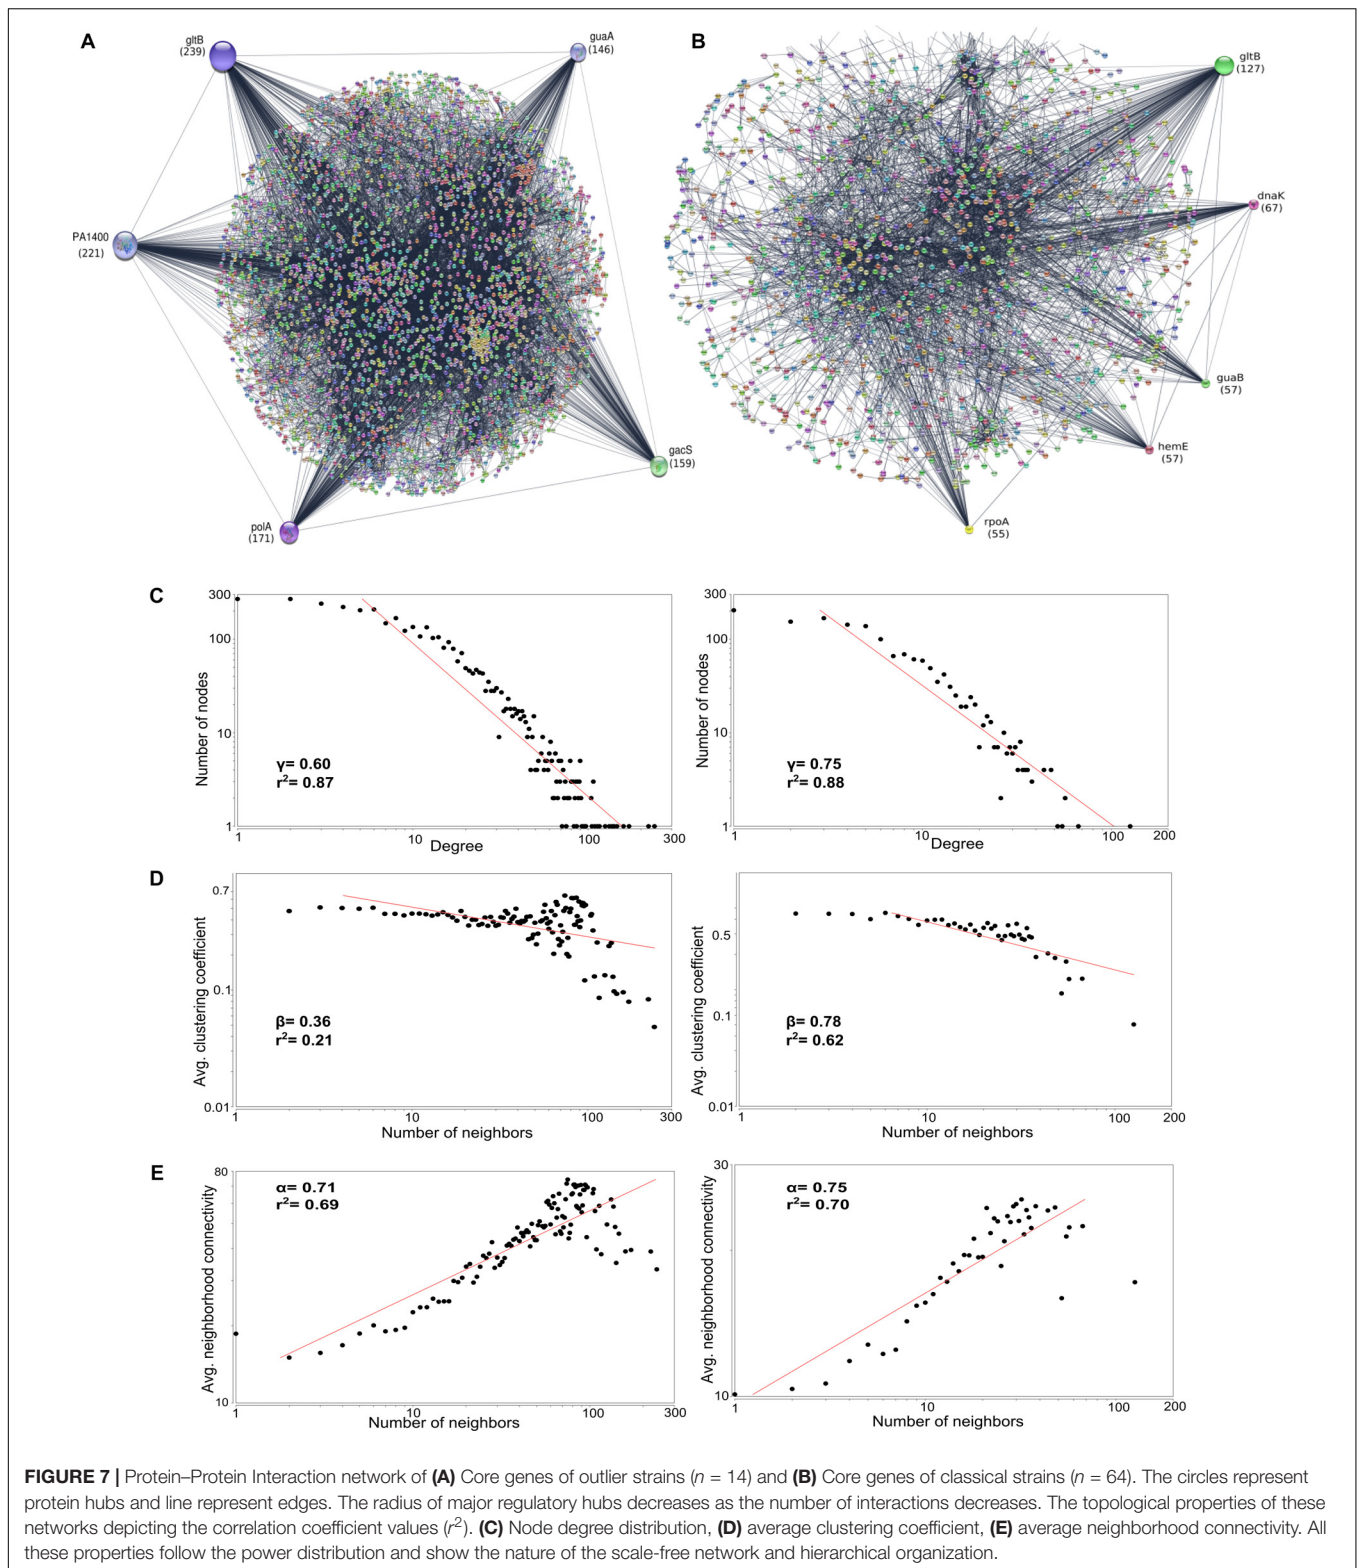 A
gltB
(239)
guaA
(146)
PA1400
(221)
gacS
(159)
polA
(171)
B
gltB
(127)
dnaK
(67)
guaB
(57)
hemE
(57)
rpoA
(55)
C
300
100
10
1
Number of nodes
γ= 0.60
r²= 0.87
1
10
100
300
Degree
300
100
10
1
Number of nodes
γ= 0.75
r²= 0.88
1
10
100
200
Degree
D
0.7
0.1
0.01
Avg. clustering coefficient
β= 0.36
r²= 0.21
1
10
100
300
Number of neighbors
0.5
0.1
0.01
Avg. clustering coefficient
β= 0.78
r²= 0.62
1
10
100
200
Number of neighbors
E
80
10
Avg. neighborhood connectivity
α= 0.71
r²= 0.69
1
10
100
300
Number of neighbors
30
10
Avg. neighborhood connectivity
α= 0.75
r²= 0.70
1
10
100
200
Number of neighbors
FIGURE 7 | Protein–Protein Interaction network of (A) Core genes of outlier strains (n = 14) and (B) Core genes of classical strains (n = 64). The circles represent
protein hubs and line represent edges. The radius of major regulatory hubs decreases as the number of interactions decreases. The topological properties of these
networks depicting the correlation coefficient values (r²). (C) Node degree distribution, (D) average clustering coefficient, (E) average neighborhood connectivity. All
these properties follow the power distribution and show the nature of the scale-free network and hierarchical organization.